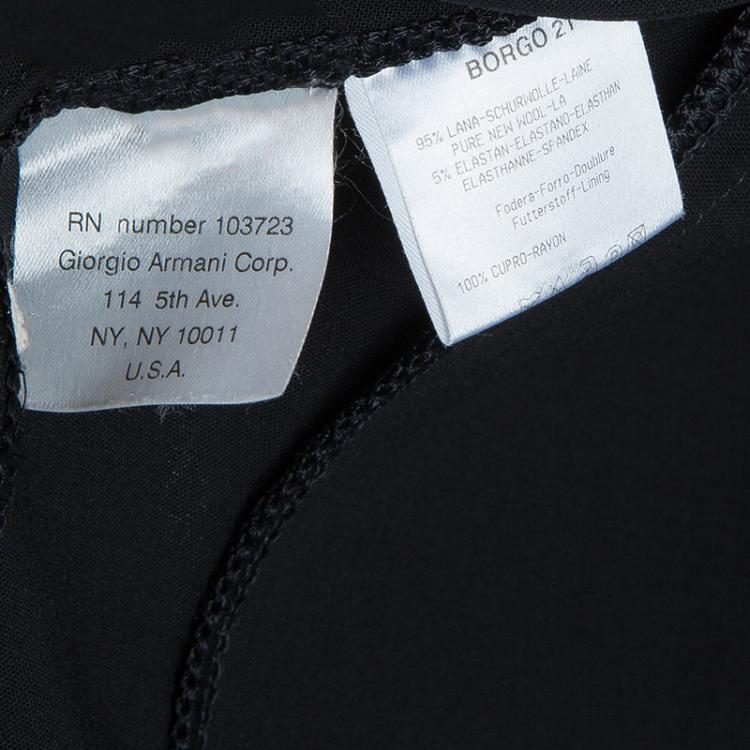 RN number 103723
Giorgio Armani Corp.
114 5th Ave.
NY, NY 10011
U.S.A.
BORGO 21
95% LANA-SCHURWOLLE-LAINE
PURE NEW WOOL-LA
5% ELASTAN-ELASTANO-ELASTHAN
ELASTHANNE-SPANDEX
Fodera-Forro-Doublure
Futterstoff-Lining
100% CUPRO-RAYON